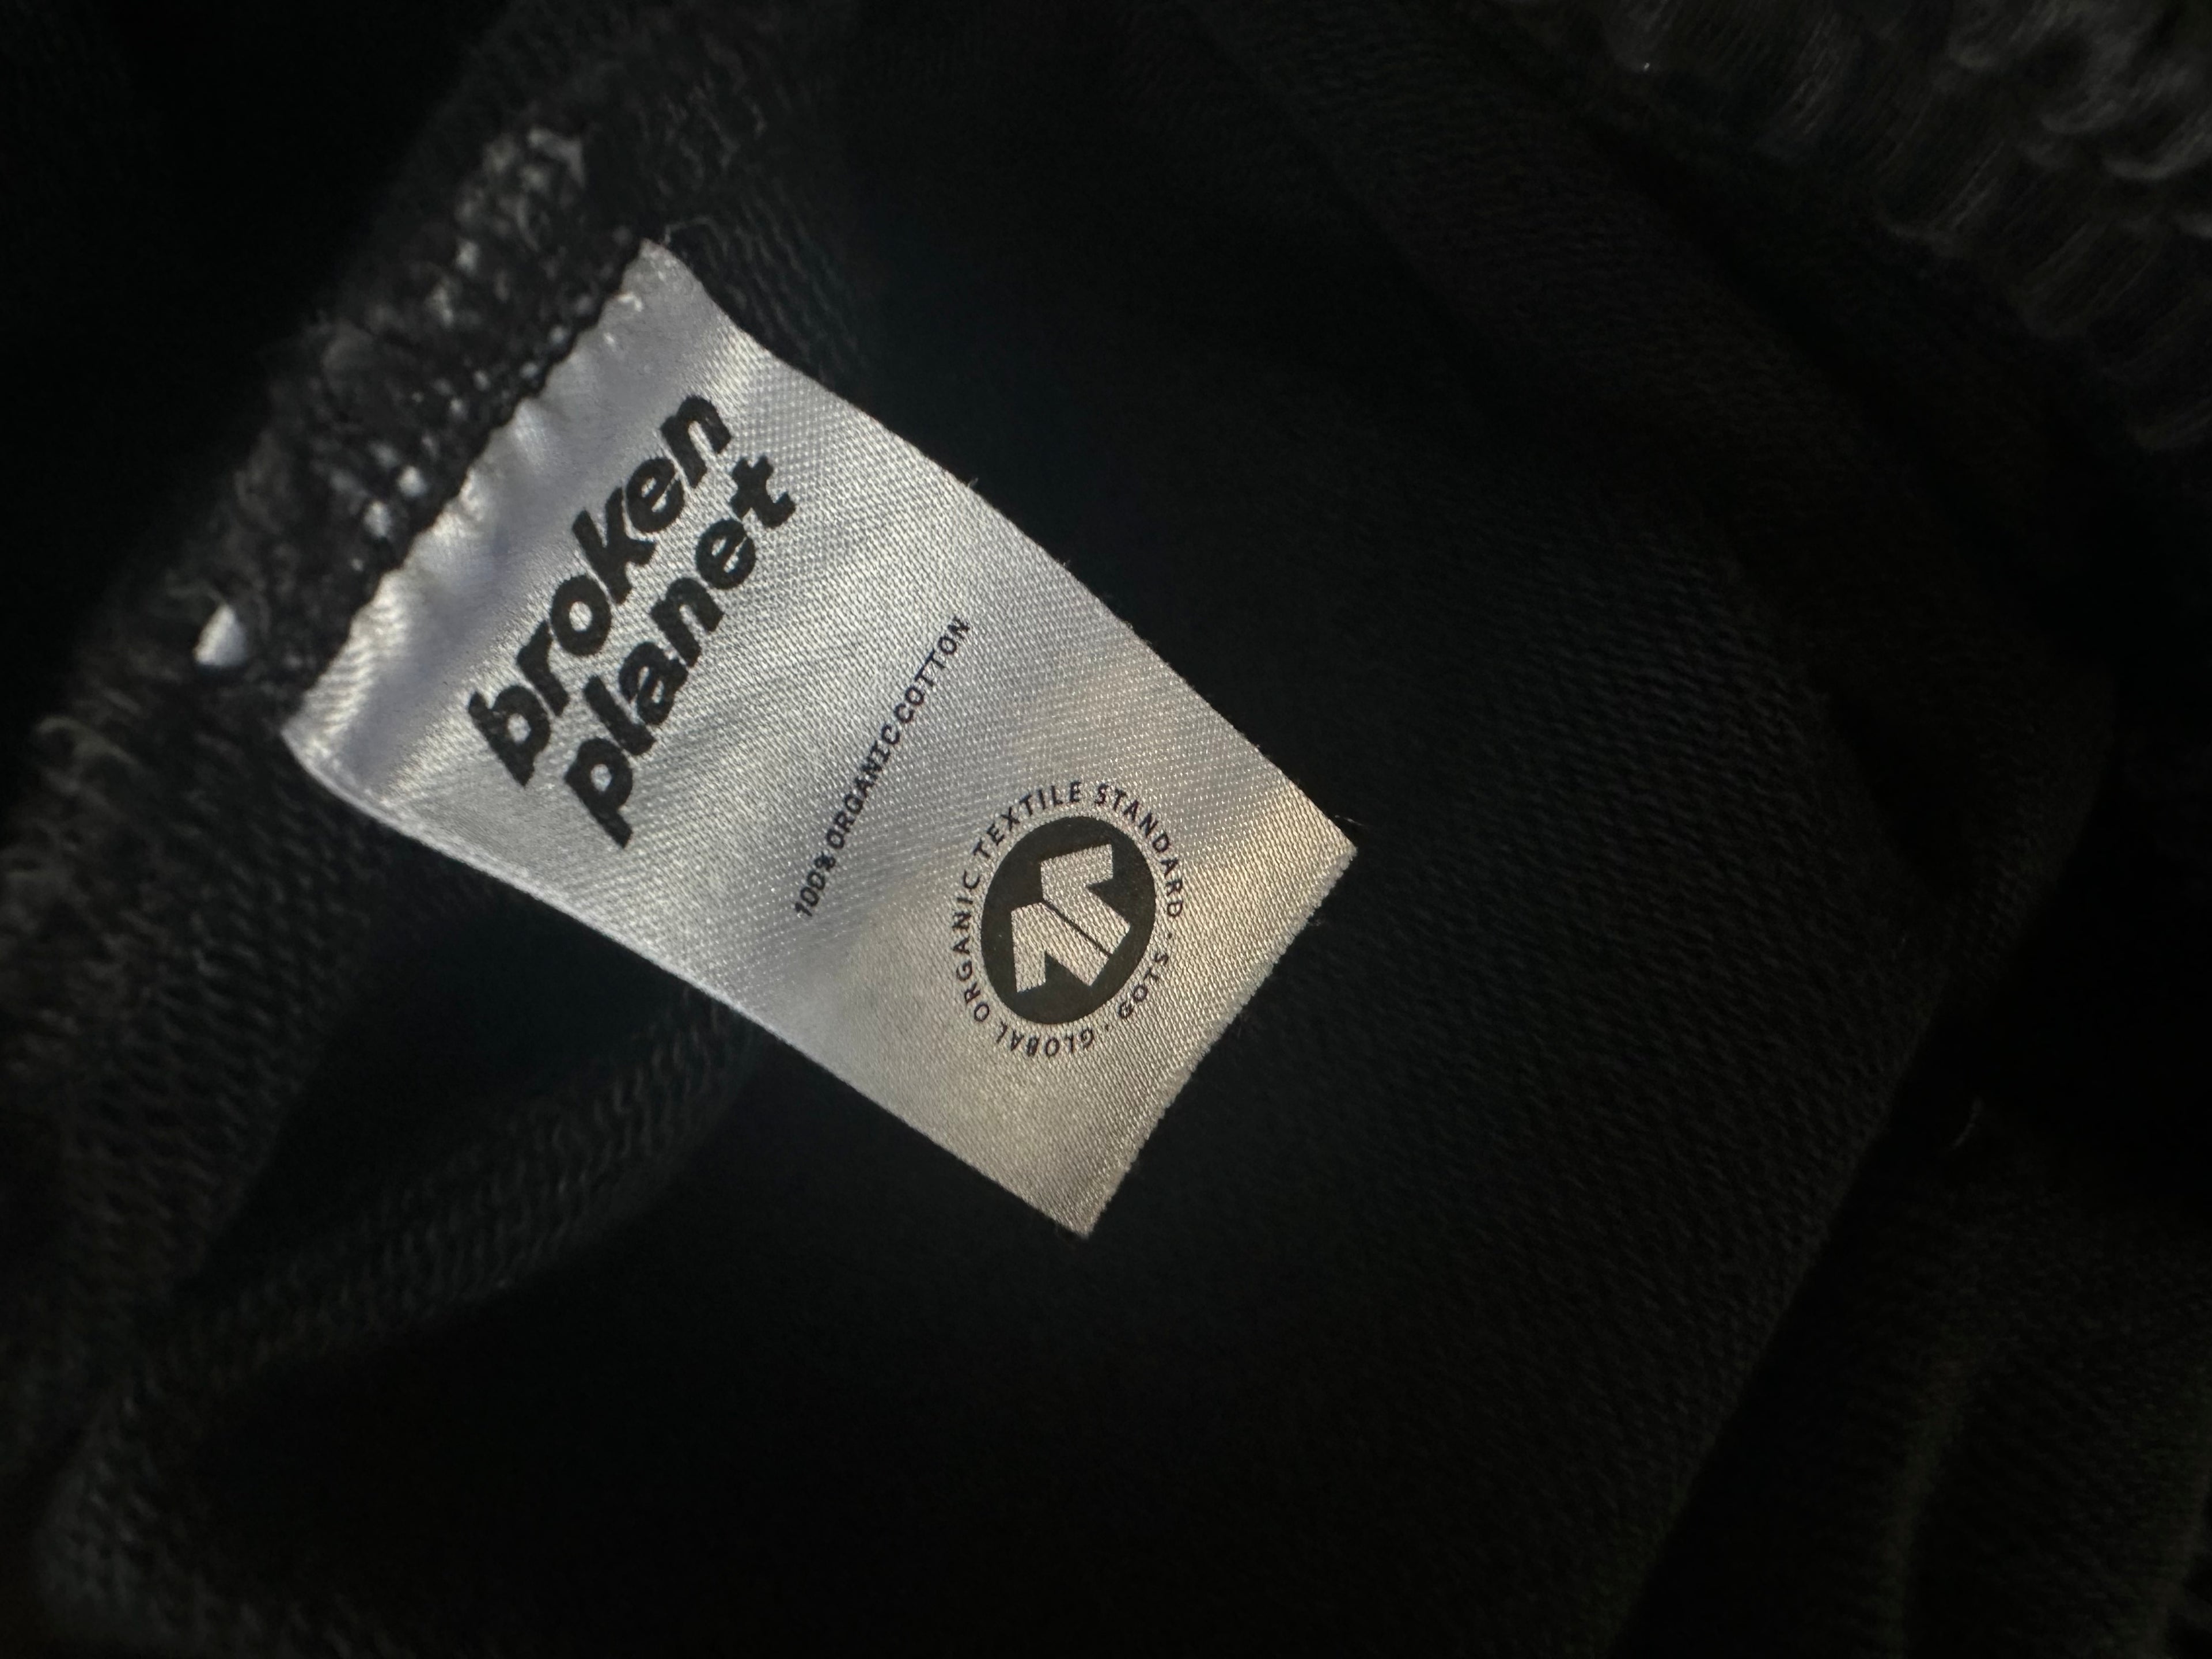 broken
planet
100% ORGANIC COTTON
GLOBAL ORGANIC TEXTILE STANDARD · GOTS ·